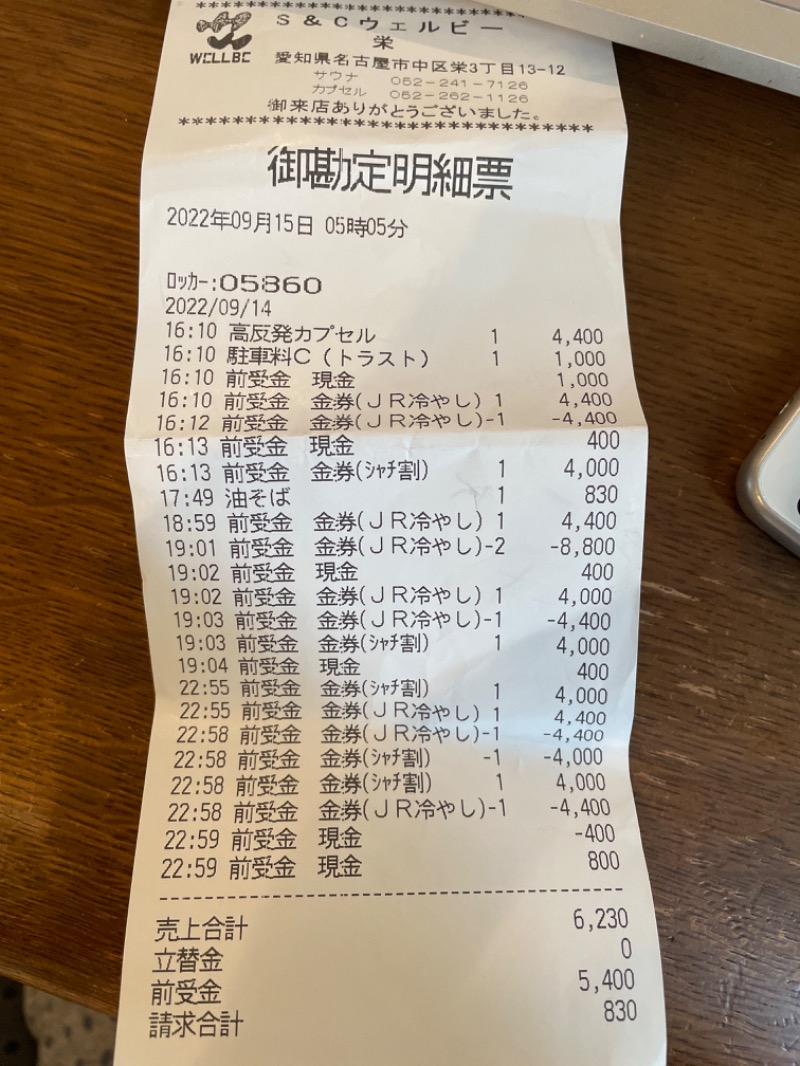 ******************************
WELLBE
S&Cウェルビー
栄
愛知県名古屋市中区栄3丁目13-12
サウナ 052-241-7126
カプセル 052-262-1126
御来店ありがとうございました。
******************************
御勘定明細票
2022年09月15日 05時05分
ロッカー:05860
2022/09/14
16:10 高反発カプセル 1 4,400
16:10 駐車料C(トラスト) 1 1,000
16:10 前受金 現金 1,000
16:10 前受金 金券(JR冷やし) 1 4,400
16:12 前受金 金券(JR冷やし)-1 -4,400
16:13 前受金 現金 400
16:13 前受金 金券(シャチ割) 1 4,000
17:49 油そば 1 830
18:59 前受金 金券(JR冷やし) 1 4,400
19:01 前受金 金券(JR冷やし)-2 -8,800
19:02 前受金 現金 400
19:02 前受金 金券(JR冷やし) 1 4,000
19:03 前受金 金券(JR冷やし)-1 -4,400
19:03 前受金 金券(シャチ割) 1 4,000
19:04 前受金 現金 400
22:55 前受金 金券(シャチ割) 1 4,000
22:55 前受金 金券(JR冷やし) 1 4,400
22:58 前受金 金券(JR冷やし)-1 -4,400
22:58 前受金 金券(シャチ割) -1 -4,000
22:58 前受金 金券(シャチ割) 1 4,000
22:58 前受金 金券(JR冷やし)-1 -4,400
22:59 前受金 現金 -400
22:59 前受金 現金 800
売上合計 6,230
立替金 0
前受金 5,400
請求合計 830